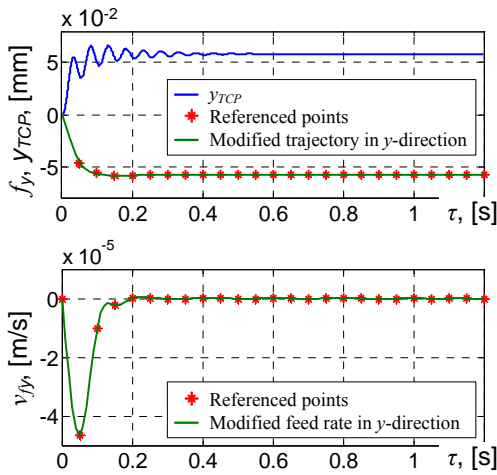 x 10⁻²
5
0
-5
f_y, y_TCP, [mm]
y_TCP
Referenced points
Modified trajectory in y-direction
0 0.2 0.4 0.6 0.8 1 τ, [s]
x 10⁻⁵
0
-2
-4
v_fy, [m/s]
Referenced points
Modified feed rate in y-direction
0 0.2 0.4 0.6 0.8 1 τ, [s]